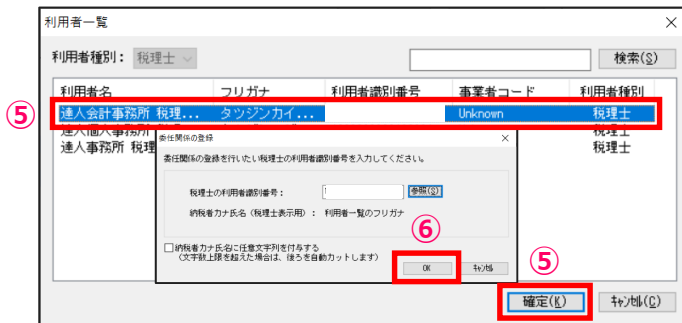 利用者一覧
利用者種別： 税理士 検索(S)
利用者名 フリガナ 利用者識別番号 事業者コード 利用者種別
⑤ 達人会計事務所 税理... タツジンカイ... Unknown 税理士
達人個人事務所 税理士
達人事務所 税理 税理士
委任関係の登録
委任関係の登録を行いたい税理士の利用者識別番号を入力してください。
税理士の利用者識別番号： 参照(S)
納税者カナ氏名（税理士表示用）： 利用者一覧のフリガナ
⑥
納税者カナ氏名に任意文字列を付与する
（文字数上限を超えた場合は、後ろを自動カットします）
OK ｷｬﾝｾﾙ
⑤
確定(K) ｷｬﾝｾﾙ(C)